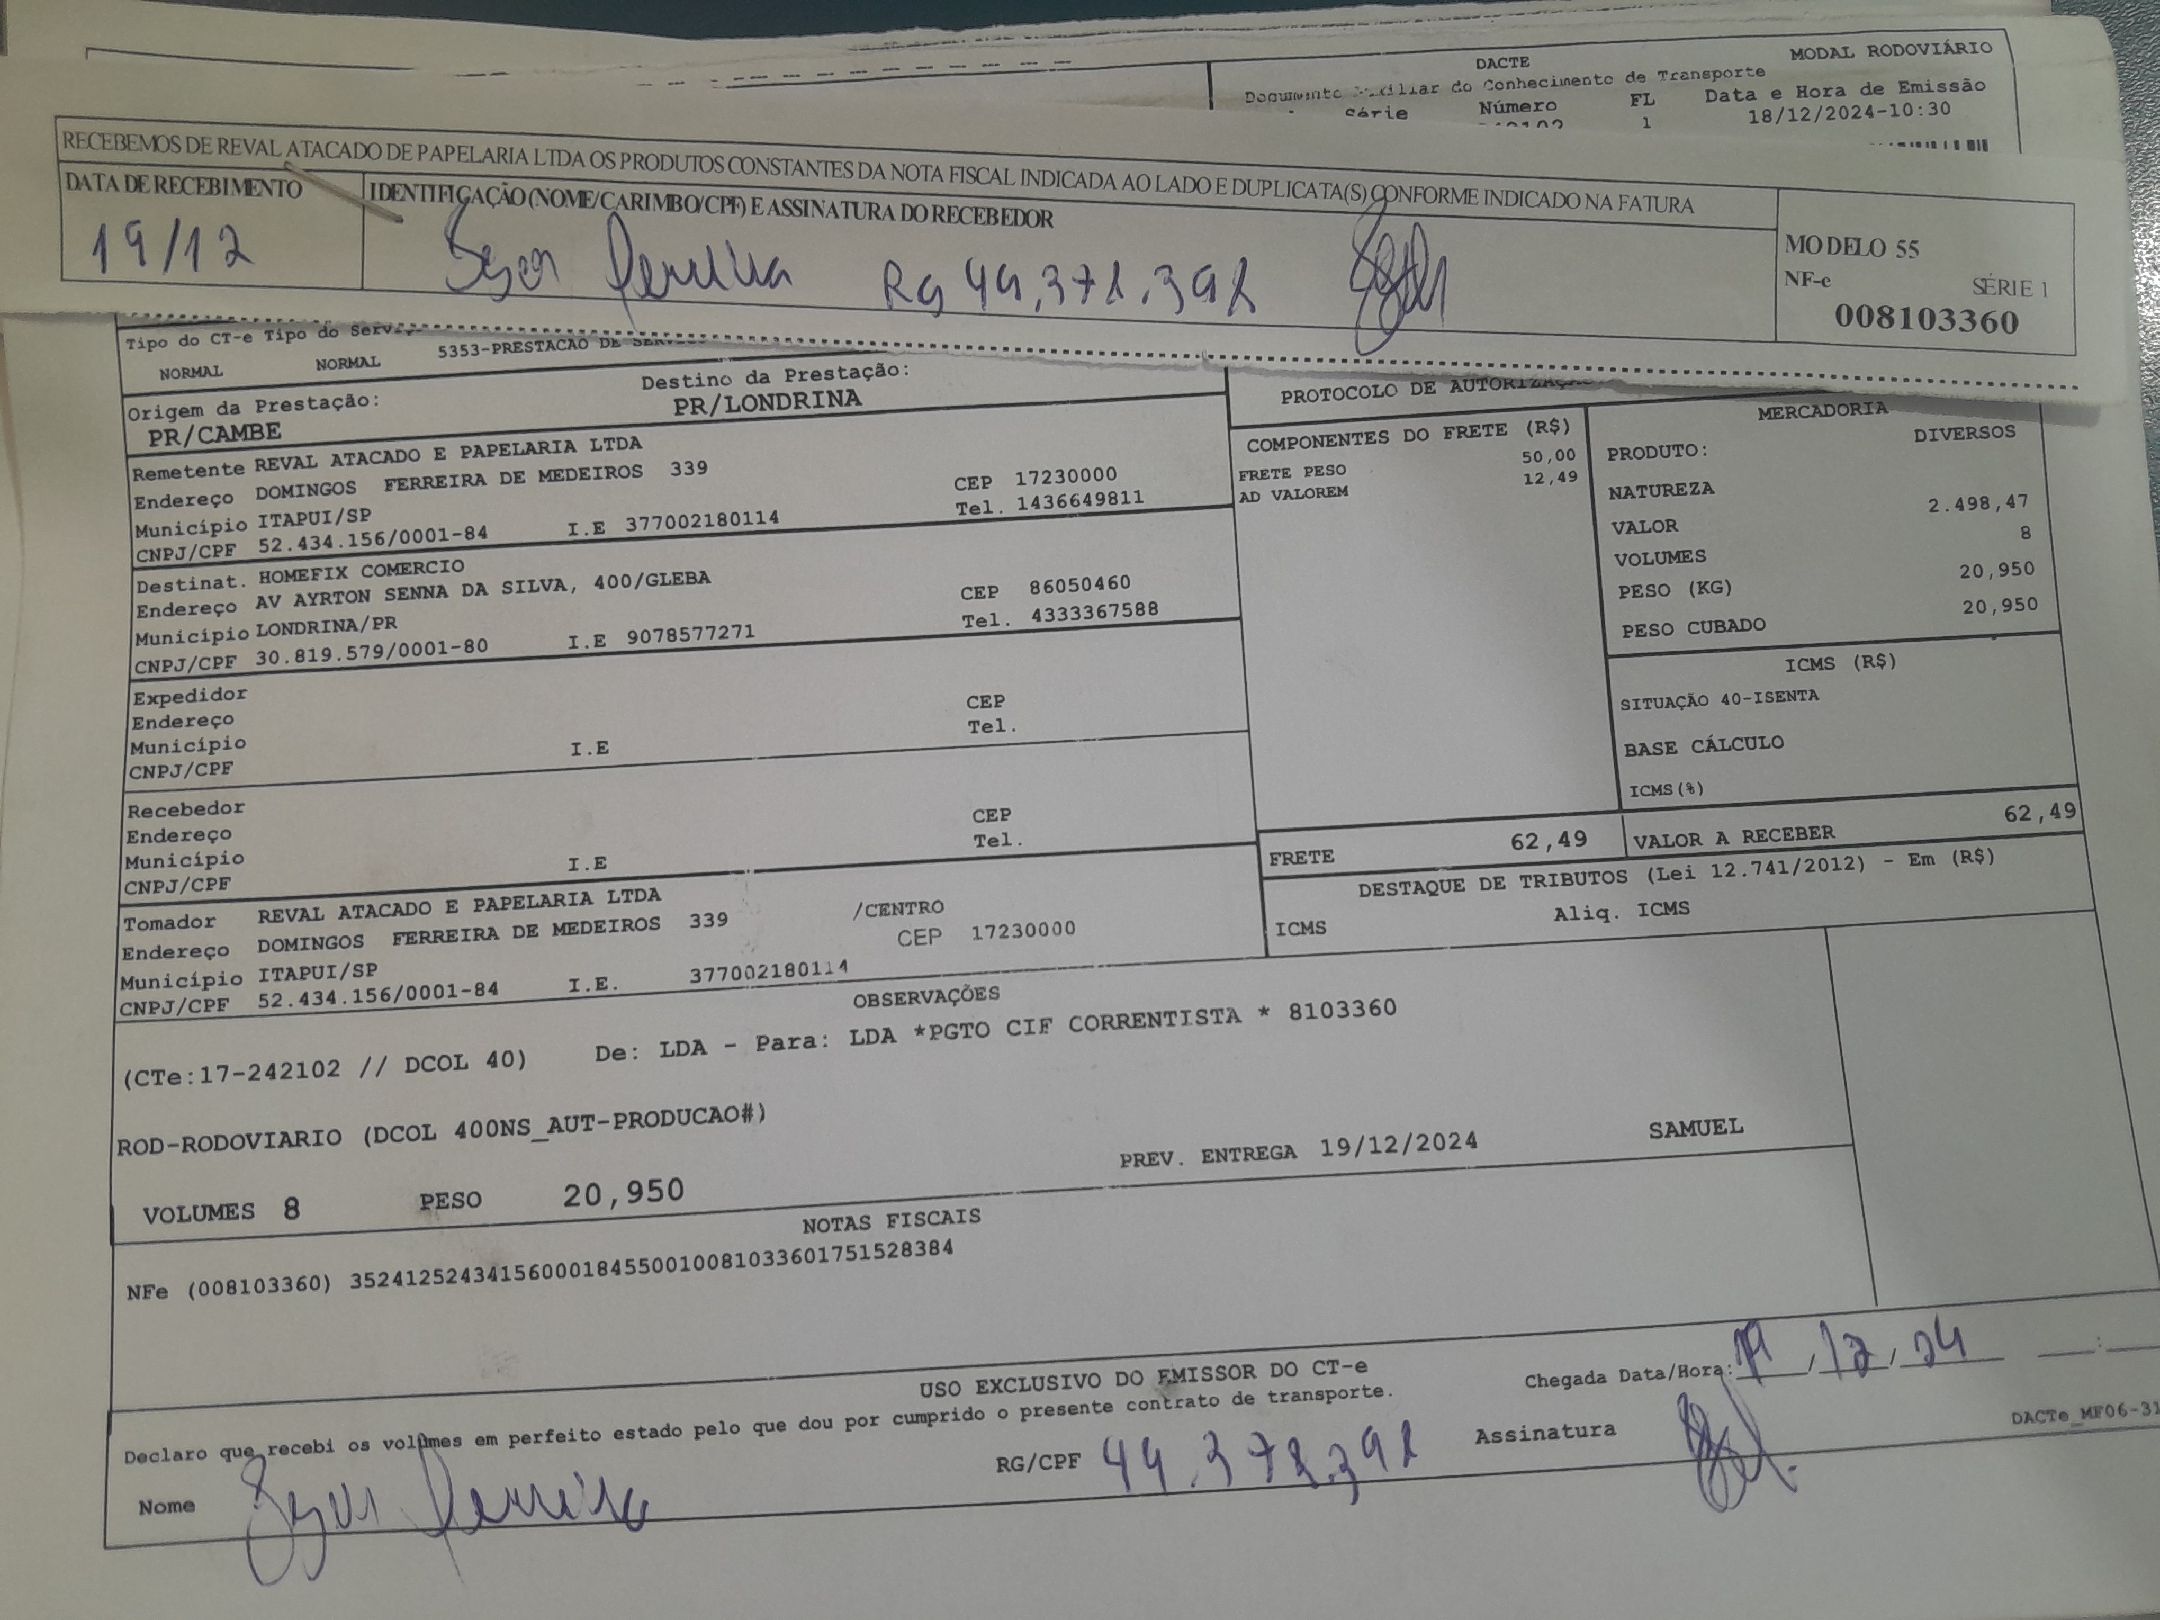 DACTE
MODAL RODOVIÁRIO
Documento Auxiliar do Conhecimento de Transporte
Série Número FL Data e Hora de Emissão
1 18/12/2024-10:30
RECEBEMOS DE REVAL ATACADO DE PAPELARIA LTDA OS PRODUTOS CONSTANTES DA NOTA FISCAL INDICADA AO LADO E DUPLICATA(S) CONFORME INDICADO NA FATURA
DATA DE RECEBIMENTO
IDENTIFICAÇÃO (NOME/CARIMBO/CPF) E ASSINATURA DO RECEBEDOR
19/12
Pereira RG
MODELO 55
NF-e SÉRIE 1
008103360
Tipo do CT-e Tipo do
NORMAL NORMAL 5353-PRESTACAO DE
Origem da Prestação: Destino da Prestação:
PR/CAMBE PR/LONDRINA
Remetente REVAL ATACADO E PAPELARIA LTDA
Endereço DOMINGOS FERREIRA DE MEDEIROS 339 CEP 17230000
Município ITAPUI/SP Tel. 1436649811
CNPJ/CPF 52.434.156/0001-84 I.E 377002180114
Destinat. HOMEFIX COMERCIO
Endereço AV AYRTON SENNA DA SILVA, 400/GLEBA CEP 86050460
Município LONDRINA/PR Tel. 4333367588
CNPJ/CPF 30.819.579/0001-80 I.E 9078577271
Expedidor
Endereço CEP
Município I.E Tel.
CNPJ/CPF
Recebedor
Endereço CEP
Município I.E Tel.
CNPJ/CPF
Tomador REVAL ATACADO E PAPELARIA LTDA
Endereço DOMINGOS FERREIRA DE MEDEIROS 339 /CENTRO
Município ITAPUI/SP CEP 17230000
CNPJ/CPF 52.434.156/0001-84 I.E. 377002180114
PROTOCOLO DE
COMPONENTES DO FRETE (R$)
FRETE PESO 50,00
AD VALOREM 12,49
MERCADORIA
PRODUTO: DIVERSOS
NATUREZA
VALOR 2.498,47
VOLUMES 8
PESO (KG) 20,950
PESO CUBADO 20,950
ICMS (R$)
SITUAÇÃO 40-ISENTA
BASE CÁLCULO
ICMS(%)
FRETE 62,49 VALOR A RECEBER 62,49
DESTAQUE DE TRIBUTOS (Lei 12.741/2012) - Em (R$)
ICMS Aliq. ICMS
OBSERVAÇÕES
(CTe:17-242102 // DCOL 40) De: LDA - Para: LDA *PGTO CIF CORRENTISTA * 8103360
ROD-RODOVIARIO (DCOL 400NS_AUT-PRODUCAO#)
PREV. ENTREGA 19/12/2024 SAMUEL
VOLUMES 8 PESO 20,950
NOTAS FISCAIS
NFe (008103360) 35241252434156000184550010081033601751528384
USO EXCLUSIVO DO EMISSOR DO CT-e
Declaro que recebi os volumes em perfeito estado pelo que dou por cumprido o presente contrato de transporte.
Chegada Data/Hora: 19/12/24
Nome Pereira RG/CPF Assinatura
DACTe_MF06-31